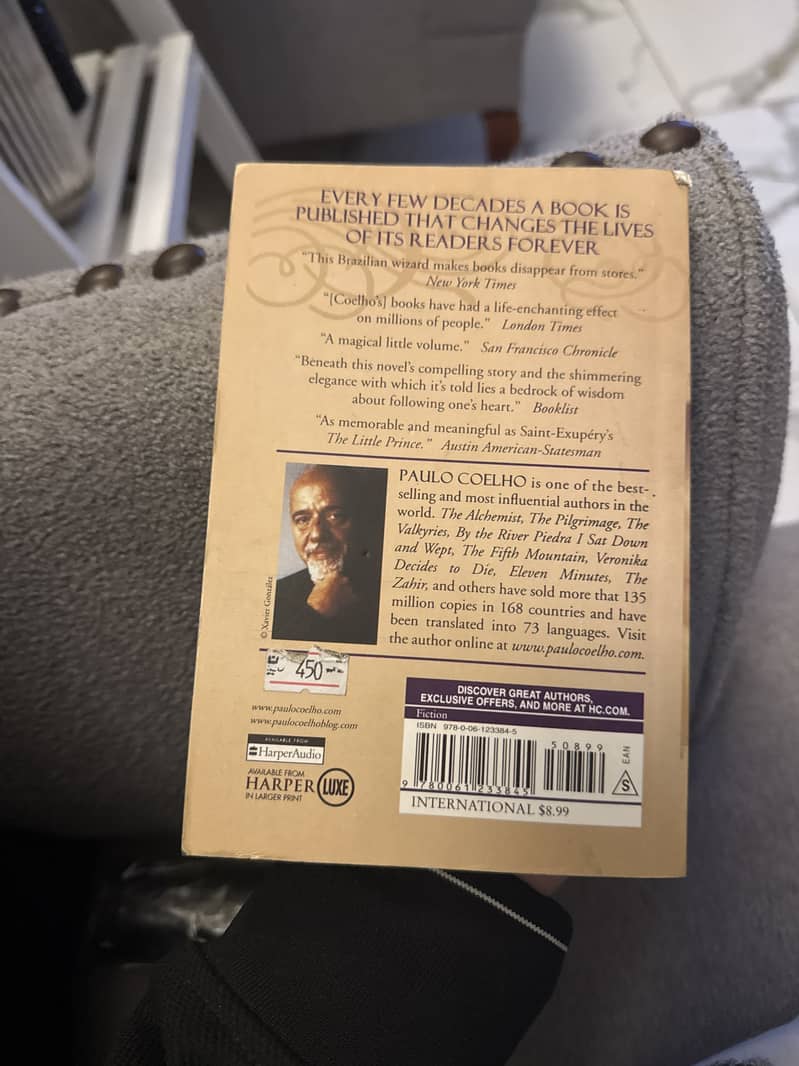 EVERY FEW DECADES A BOOK IS
PUBLISHED THAT CHANGES THE LIVES
OF ITS READERS FOREVER
“This Brazilian wizard makes books disappear from stores.”
New York Times
“[Coelho’s] books have had a life-enchanting effect
on millions of people.” London Times
“A magical little volume.” San Francisco Chronicle
“Beneath this novel’s compelling story and the shimmering
elegance with which it’s told lies a bedrock of wisdom
about following one’s heart.” Booklist
“As memorable and meaningful as Saint-Exupéry’s
The Little Prince.” Austin American-Statesman
PAULO COELHO is one of the best-
selling and most influential authors in the
world. The Alchemist, The Pilgrimage, The
Valkyries, By the River Piedra I Sat Down
and Wept, The Fifth Mountain, Veronika
Decides to Die, Eleven Minutes, The
Zahir, and others have sold more that 135
million copies in 168 countries and have
been translated into 73 languages. Visit
the author online at www.paulocoelho.com.
© Xavier González
450
www.paulocoelho.com
www.paulocoelhoblog.com
AVAILABLE FROM
HarperAudio
AVAILABLE FROM
HARPER LUXE
IN LARGER PRINT
DISCOVER GREAT AUTHORS,
EXCLUSIVE OFFERS, AND MORE AT HC.COM.
Fiction
ISBN 978-0-06-123384-5
50899
EAN
9 780061 233845
S
INTERNATIONAL $8.99